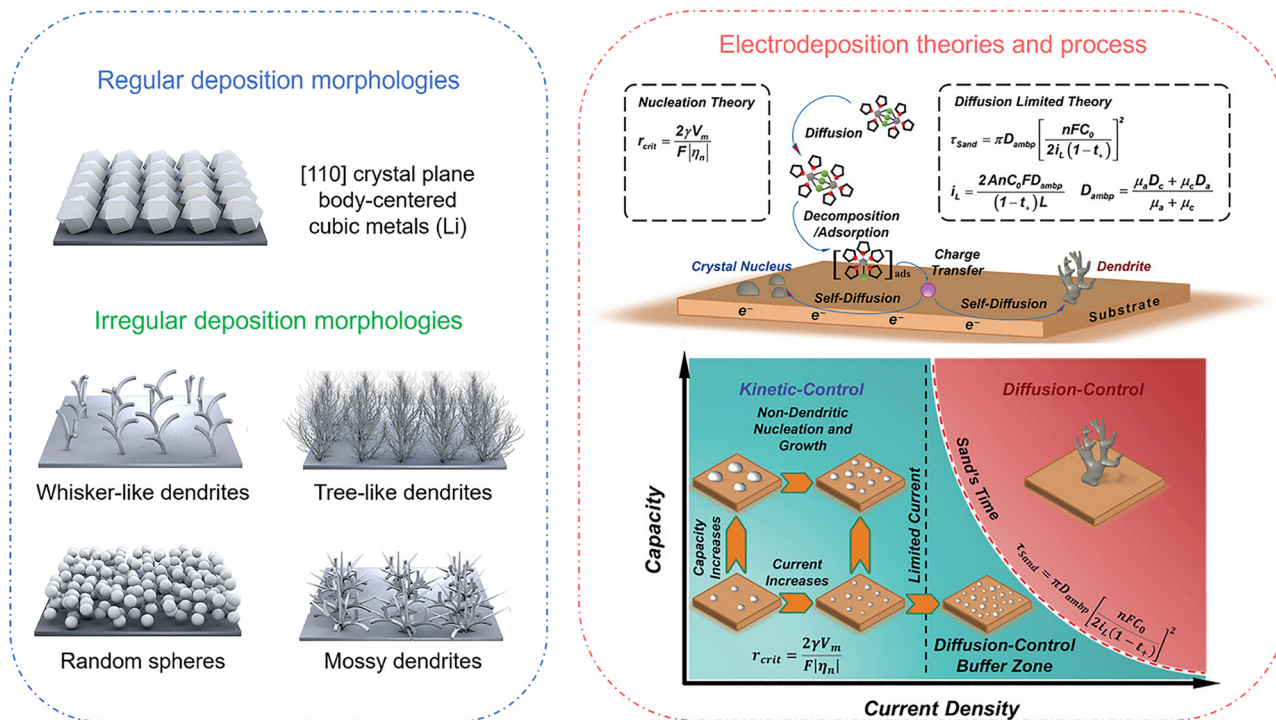 Regular deposition morphologies
[110] crystal plane
body-centered
cubic metals (Li)
Irregular deposition morphologies
Whisker-like dendrites
Tree-like dendrites
Random spheres
Mossy dendrites
Electrodeposition theories and process
Nucleation Theory
r_crit = 2γV_m / F|η_n|
Diffusion
Decomposition
/Adsorption
Diffusion Limited Theory
τ_Sand = πD_ambp [nFC_0 / 2i_L(1−t_+)]^2
i_L = 2AnC_0FD_ambp / (1−t_+)L
D_ambp = μ_aD_c + μ_cD_a / μ_a + μ_c
Crystal Nucleus
[ ]ads
Charge
Transfer
Dendrite
Self-Diffusion
Self-Diffusion
Substrate
e⁻ e⁻ e⁻ e⁻
Capacity
Kinetic-Control
Non-Dendritic
Nucleation and
Growth
Capacity
Increases
Current
Increases
r_crit = 2γV_m / F|η_n|
Limited Current
Diffusion-Control
Buffer Zone
Diffusion-Control
Sand's Time
τ_Sand = πD_ambp [nFC_0 / 2i_L(1 − t_+)]^2
Current Density